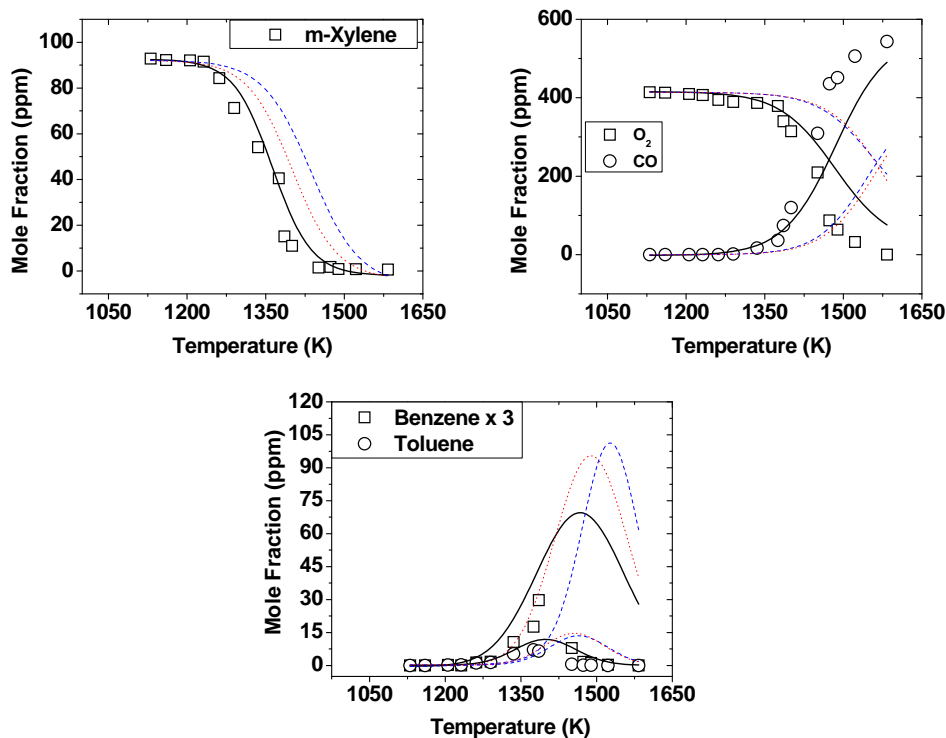 m-Xylene
100
80
60
40
20
0
Mole Fraction (ppm)
1050 1200 1350 1500 1650
Temperature (K)
600
400
200
0
O₂
CO
Mole Fraction (ppm)
1050 1200 1350 1500 1650
Temperature (K)
Benzene x 3
Toluene
120
105
90
75
60
45
30
15
0
Mole Fraction (ppm)
1050 1200 1350 1500 1650
Temperature (K)